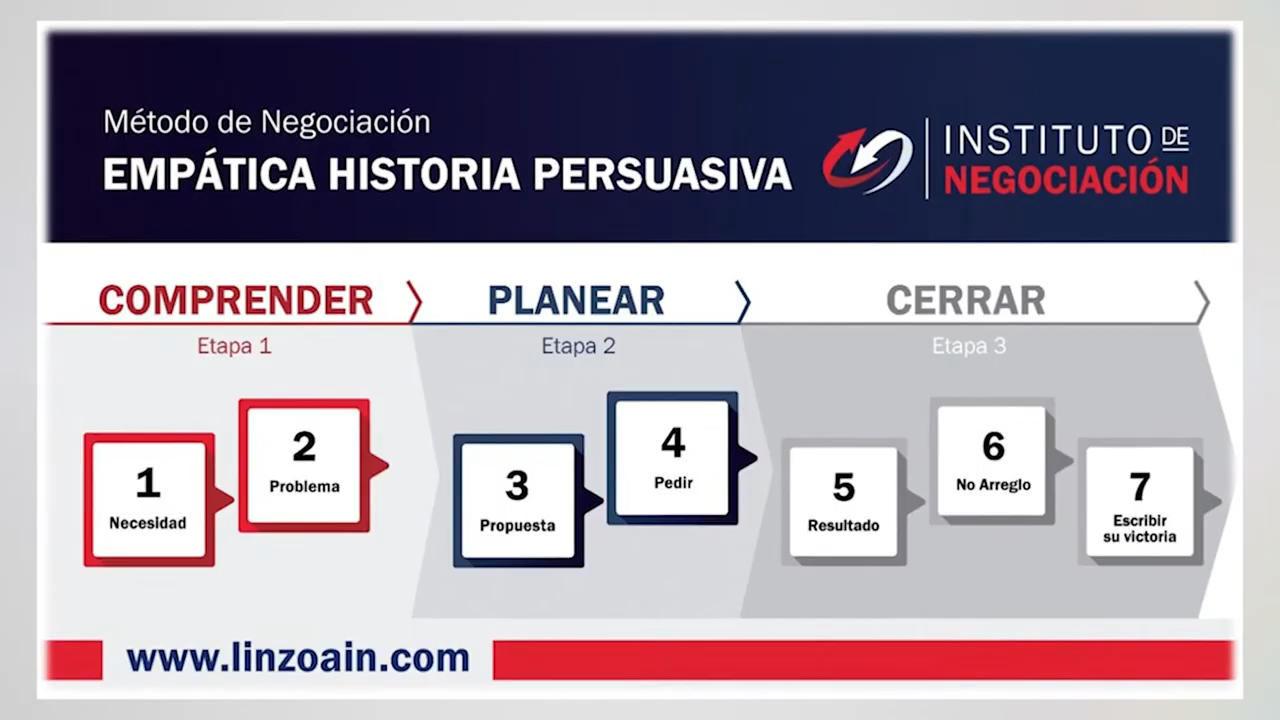 Método de Negociación
EMPÁTICA HISTORIA PERSUASIVA
INSTITUTO DE
NEGOCIACIÓN
COMPRENDER
Etapa 1
PLANEAR
Etapa 2
CERRAR
Etapa 3
1
Necesidad
2
Problema
3
Propuesta
4
Pedir
5
Resultado
6
No Arreglo
7
Escribir
su victoria
www.linzoain.com